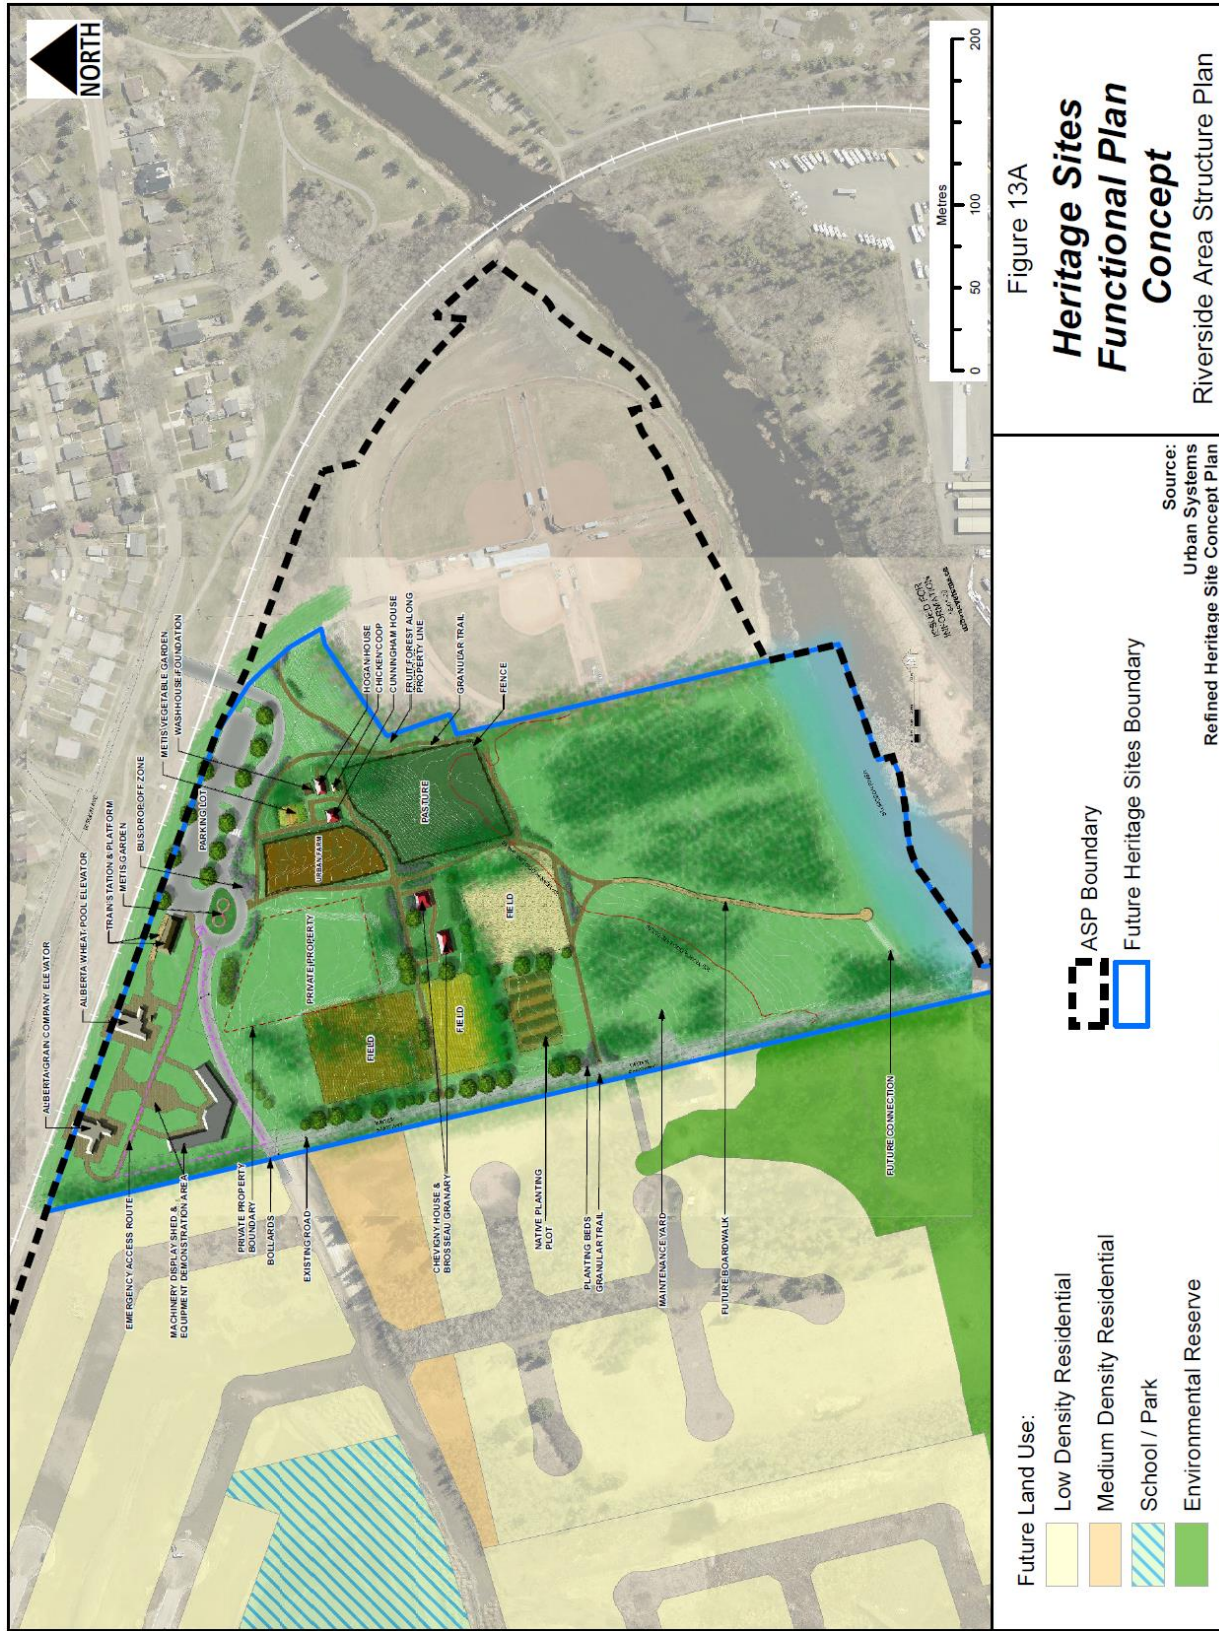 NORTH
ALBERTA GRAIN COMPANY ELEVATOR
ALBERTA WHEAT POOL ELEVATOR
TRAIN STATION & PLATFORM
METIS GARDEN
BUS DROP OFF ZONE
METIS VEGETABLE GARDEN
WASHHOUSE FOUNDATION
PARKING LOT
HOGAN HOUSE
CHICKEN COOP
CUNNINGHAM HOUSE
FRUIT FOREST ALONG
PROPERTY LINE
GRANULAR TRAIL
FENCE
URBAN FARM
PASTURE
PRIVATE PROPERTY
FIELD
FIELD
FIELD
EMERGENCY ACCESS ROUTE
MACHINERY DISPLAY SHED &
EQUIPMENT DEMONSTRATION AREA
PRIVATE PROPERTY
BOUNDARY
BOLLARDS
EXISTING ROAD
CHEVIGNY HOUSE &
BROSSEAU GRANARY
NATIVE PLANTING
PLOT
PLANTING BEDS
GRANULAR TRAIL
MAINTENANCE YARD
FUTURE BOARDWALK
FUTURE CONNECTION
ISSUED FOR
INFORMATION
Metres
0 50 100 200
Future Land Use:
Low Density Residential
Medium Density Residential
School / Park
Environmental Reserve
ASP Boundary
Future Heritage Sites Boundary
Source:
Urban Systems
Refined Heritage Site Concept Plan
Figure 13A
Heritage Sites
Functional Plan
Concept
Riverside Area Structure Plan